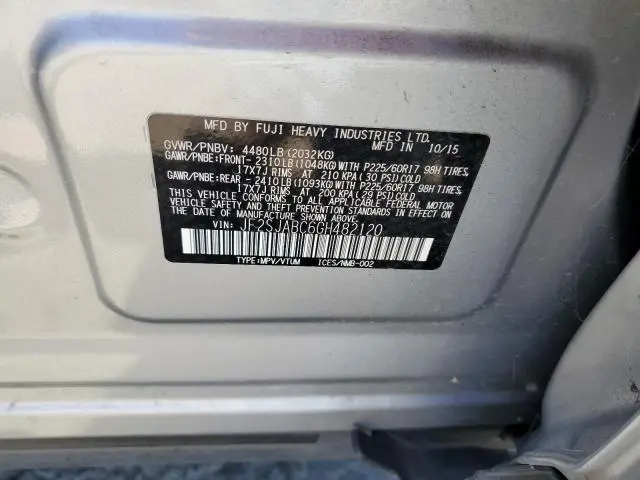 MFD BY FUJI HEAVY INDUSTRIES LTD.
GVWR/PNBV: 4480LB(2032KG) MFD IN 10/15
GAWR/PNBE:FRONT- 2310LB(1048KG)WITH P225/60R17 98H TIRES,
17X7J RIMS AT 210 KPA(30 PSI)COLD
GAWR/PNBE:REAR - 2410LB(1093KG)WITH P225/60R17 98H TIRES,
17X7J RIMS AT 200 KPA(29 PSI)COLD
THIS VEHICLE CONFORMS TO ALL APPLICABLE FEDERAL MOTOR
VEHICLE SAFETY STANDARDS IN EFFECT
ON THE DATE OF MANUFACTURE SHOWN ABOVE.
VIN: JF2SJABC6GH482120
TYPE:MPV/VTUM ICES/NMB-002